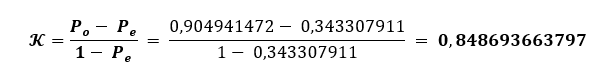 𝒦 = (P_o − P_e) / (1 − P_e) = (0,904941472 − 0,343307911) / (1 − 0,343307911) = 0,848693663797